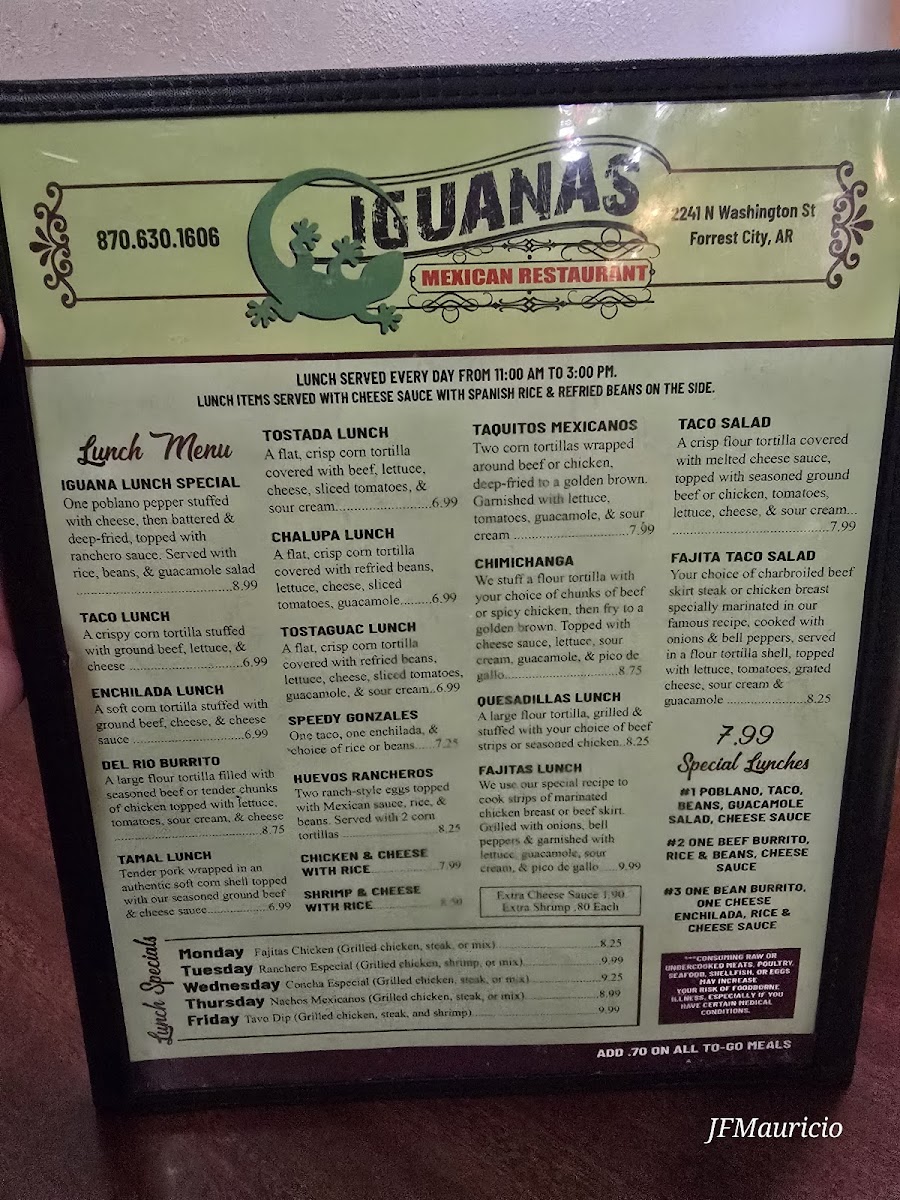 870.630.1606
IGUANAS
MEXICAN RESTAURANT
2241 N Washington St
Forrest City, AR
LUNCH SERVED EVERY DAY FROM 11:00 AM TO 3:00 PM.
LUNCH ITEMS SERVED WITH CHEESE SAUCE WITH SPANISH RICE & REFRIED BEANS ON THE SIDE.
Lunch Menu
IGUANA LUNCH SPECIAL
One poblano pepper stuffed
with cheese, then battered &
deep-fried, topped with
ranchero sauce. Served with
rice, beans, & guacamole salad
........................................8.99
TACO LUNCH
A crispy corn tortilla stuffed
with ground beef, lettuce, &
cheese .........................6.99
ENCHILADA LUNCH
A soft corn tortilla stuffed with
ground beef, cheese, & cheese
sauce ..............................6.99
DEL RIO BURRITO
A large flour tortilla filled with
seasoned beef or tender chunks
of chicken topped with lettuce,
tomatoes, sour cream, & cheese
........................................8.75
TAMAL LUNCH
Tender pork wrapped in an
authentic soft corn shell topped
with our seasoned ground beef
& cheese sauce................6.99
TOSTADA LUNCH
A flat, crisp corn tortilla
covered with beef, lettuce,
cheese, sliced tomatoes, &
sour cream.......................6.99
CHALUPA LUNCH
A flat, crisp corn tortilla
covered with refried beans,
lettuce, cheese, sliced
tomatoes, guacamole.........6.99
TOSTAGUAC LUNCH
A flat, crisp corn tortilla
covered with refried beans,
lettuce, cheese, sliced tomatoes,
guacamole, & sour cream..6.99
SPEEDY GONZALES
One taco, one enchilada, &
choice of rice or beans.....7.25
HUEVOS RANCHEROS
Two ranch-style eggs topped
with Mexican sauce, rice, &
beans. Served with 2 corn
tortillas ...........................8.25
CHICKEN & CHEESE
WITH RICE...............7.99
SHRIMP & CHEESE
WITH RICE...............8.50
TAQUITOS MEXICANOS
Two corn tortillas wrapped
around beef or chicken,
deep-fried to a golden brown.
Garnished with lettuce,
tomatoes, guacamole, & sour
cream ..............................7.99
CHIMICHANGA
We stuff a flour tortilla with
your choice of chunks of beef
or spicy chicken, then fry to a
golden brown. Topped with
cheese sauce, lettuce, sour
cream, guacamole, & pico de
gallo................................8.75
QUESADILLAS LUNCH
A large flour tortilla, grilled &
stuffed with your choice of beef
strips or seasoned chicken..8.25
FAJITAS LUNCH
We use our special recipe to
cook strips of marinated
chicken breast or beef skirt.
Grilled with onions, bell
peppers & garnished with
lettuce, guacamole, sour
cream, & pico de gallo.....9.99
Extra Cheese Sauce 1.90
Extra Shrimp .80 Each
TACO SALAD
A crisp flour tortilla covered
with melted cheese sauce,
topped with seasoned ground
beef or chicken, tomatoes,
lettuce, cheese, & sour cream...
........................................7.99
FAJITA TACO SALAD
Your choice of charbroiled beef
skirt steak or chicken breast
specially marinated in our
famous recipe, cooked with
onions & bell peppers, served
in a flour tortilla shell, topped
with lettuce, tomatoes, grated
cheese, sour cream &
guacamole .......................8.25
7.99
Special Lunches
#1 POBLANO, TACO,
BEANS, GUACAMOLE
SALAD, CHEESE SAUCE
#2 ONE BEEF BURRITO,
RICE & BEANS, CHEESE
SAUCE
#3 ONE BEAN BURRITO,
ONE CHEESE
ENCHILADA, RICE &
CHEESE SAUCE
Lunch Specials
Monday Fajitas Chicken (Grilled chicken, steak, or mix)..........................8.25
Tuesday Ranchero Especial (Grilled chicken, shrimp, or mix)....................9.99
Wednesday Concha Especial (Grilled chicken, steak, or mix)..................9.25
Thursday Nachos Mexicanos (Grilled chicken, steak, or mix)...................8.99
Friday Tavo Dip (Grilled chicken, steak, and shrimp)..............................9.99
***CONSUMING RAW OR
UNDERCOOKED MEATS, POULTRY,
SEAFOOD, SHELLFISH, OR EGGS
MAY INCREASE
YOUR RISK OF FOODBORNE
ILLNESS, ESPECIALLY IF YOU
HAVE CERTAIN MEDICAL
CONDITIONS.
ADD .70 ON ALL TO-GO MEALS
JFMauricio